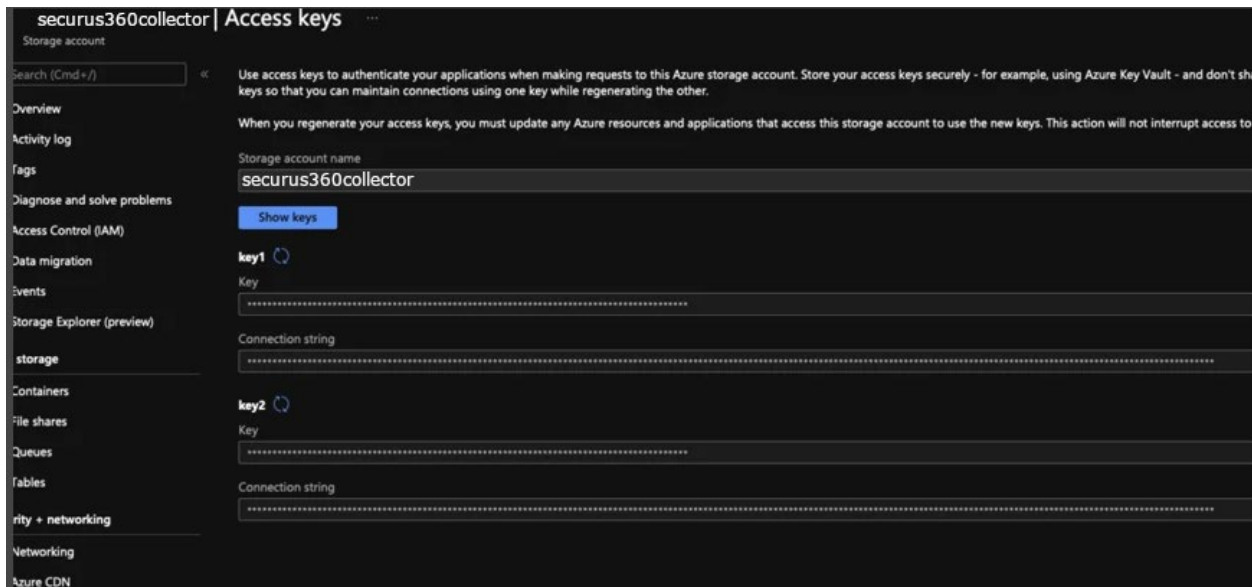 securus360collector | Access keys ...
Storage account
Search (Cmd+/)
«
Overview
Activity log
Tags
Diagnose and solve problems
Access Control (IAM)
Data migration
Events
Storage Explorer (preview)
storage
Containers
File shares
Queues
Tables
rity + networking
Networking
Azure CDN
Use access keys to authenticate your applications when making requests to this Azure storage account. Store your access keys securely - for example, using Azure Key Vault - and don't sh
keys so that you can maintain connections using one key while regenerating the other.
When you regenerate your access keys, you must update any Azure resources and applications that access this storage account to use the new keys. This action will not interrupt access to
Storage account name
securus360collector
Show keys
key1
Key
Connection string
key2
Key
Connection string